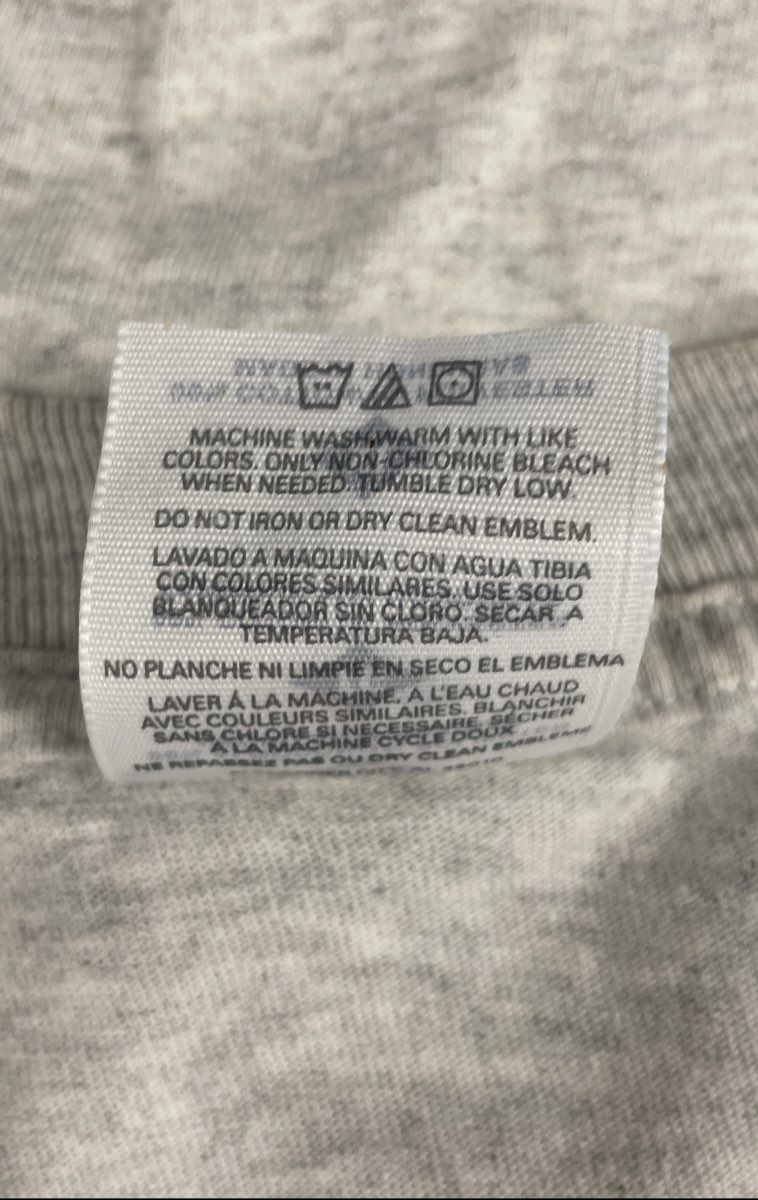 MACHINE WASH,WARM WITH LIKE
COLORS. ONLY NON-CHLORINE BLEACH
WHEN NEEDED. TUMBLE DRY LOW.
DO NOT IRON OR DRY CLEAN EMBLEM.
LAVADO A MAQUINA CON AGUA TIBIA
CON COLORES SIMILARES. USE SOLO
BLANQUEADOR SIN CLORO. SECAR A
TEMPERATURA BAJA.
NO PLANCHE NI LIMPIE EN SECO EL EMBLEMA
LAVER Á LA MACHINE, A L'EAU CHAUD
AVEC COULEURS SIMILAIRES. BLANCHIR
SANS CHLORE SI NECESSAIRE. SÉCHER
A LA MACHINE CYCLE DOUX.
NE REPASSEZ PAS OU DRY CLEAN EMBLEME